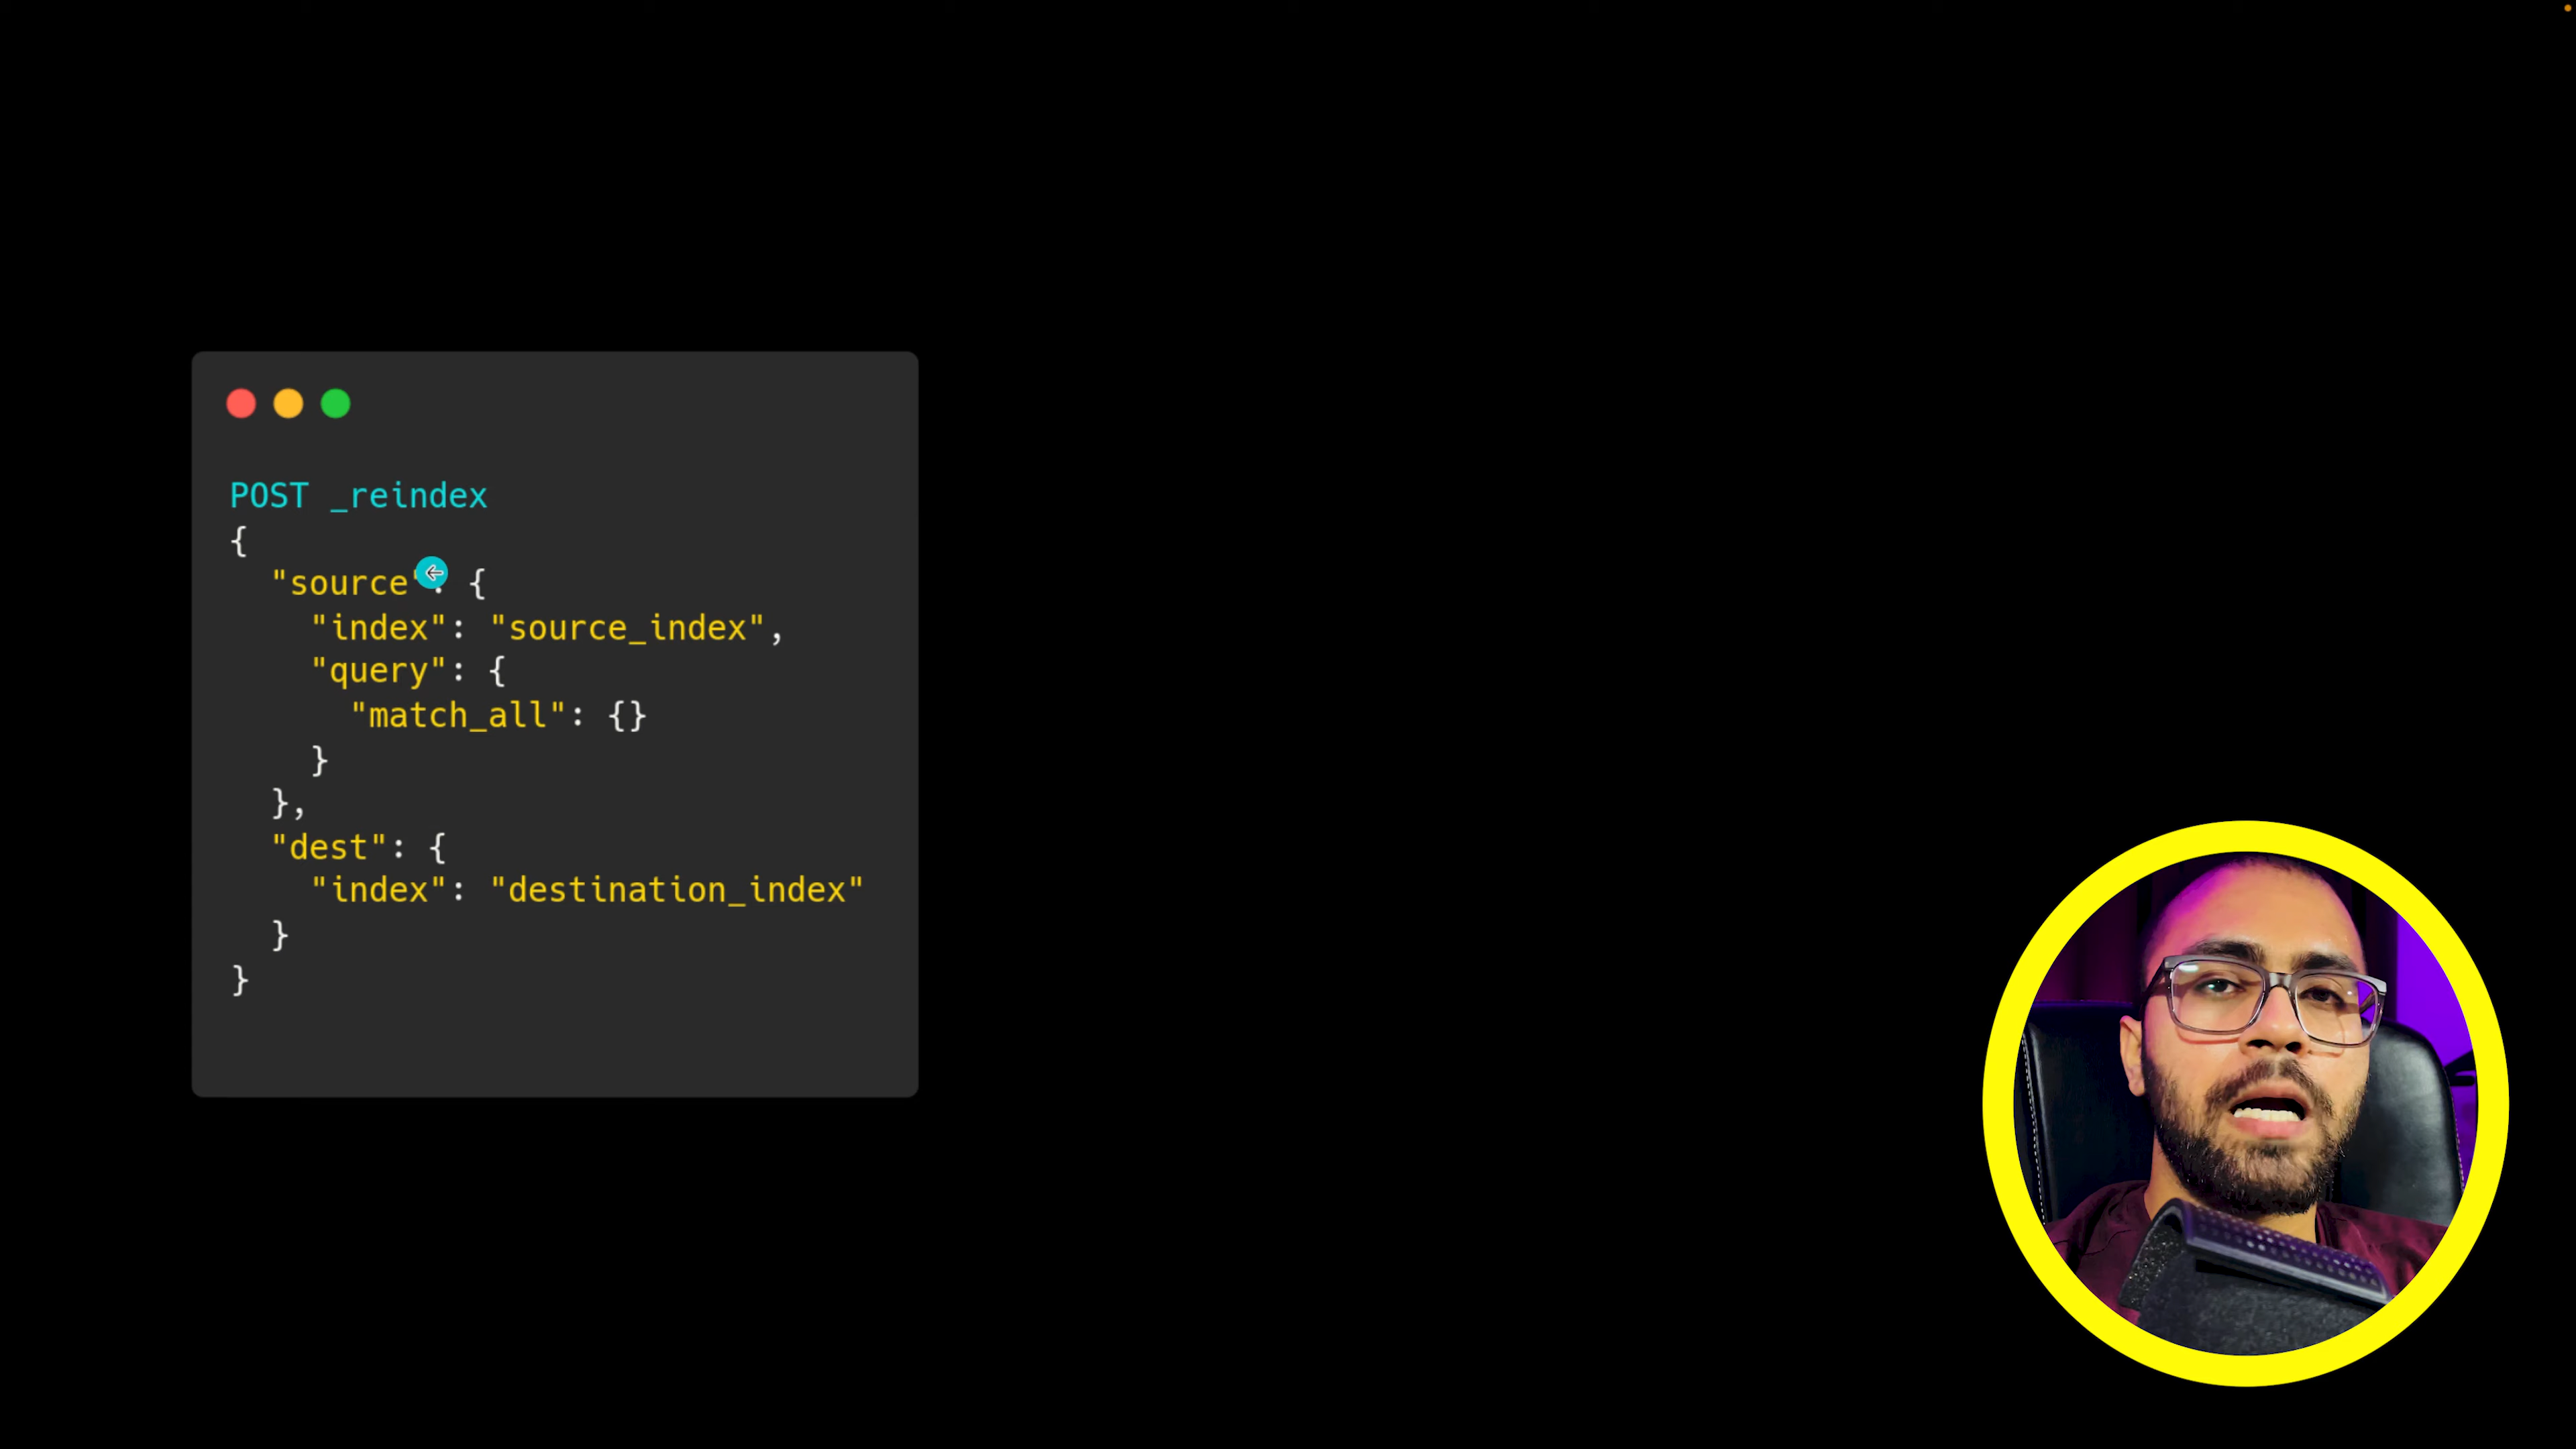 POST _reindex
{
  "source": {
    "index": "source_index",
    "query": {
      "match_all": {}
    }
  },
  "dest": {
    "index": "destination_index"
  }
}